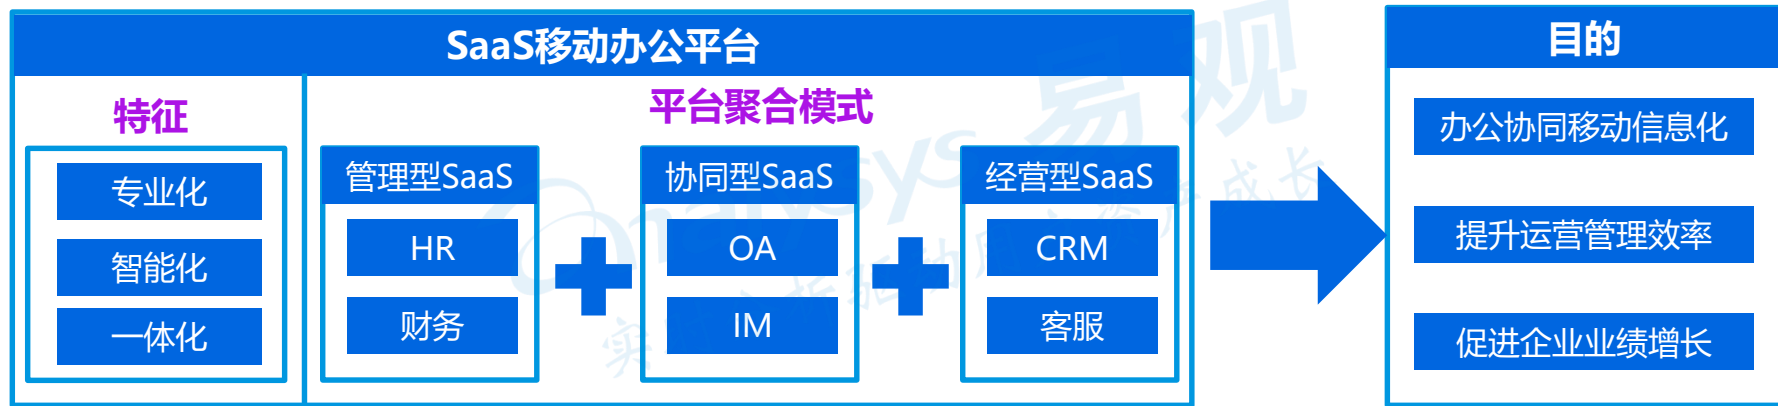 SaaS移动办公平台
特征
专业化
智能化
一体化
平台聚合模式
管理型SaaS
HR
财务
协同型SaaS
OA
IM
经营型SaaS
CRM
客服
目的
办公协同移动信息化
提升运营管理效率
促进企业业绩增长
nalysys 易观